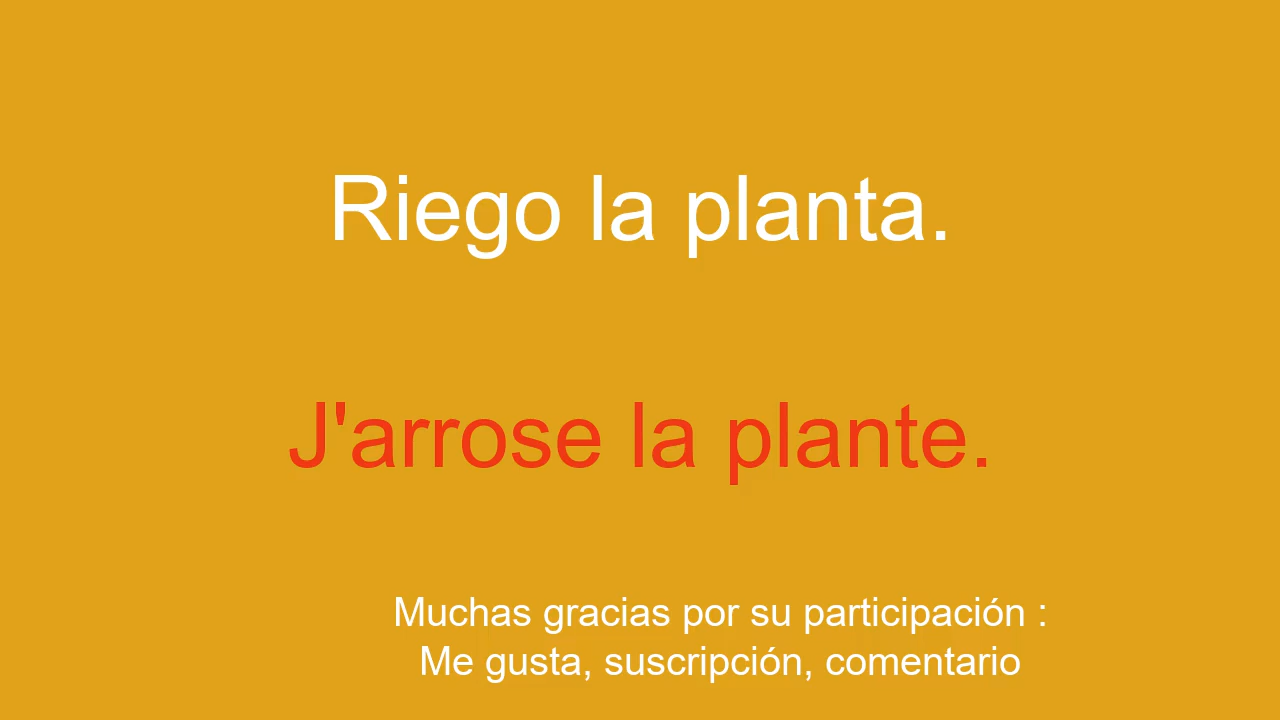 Riego la planta.
J'arrose la plante.
Muchas gracias por su participación :
Me gusta, suscripción, comentario